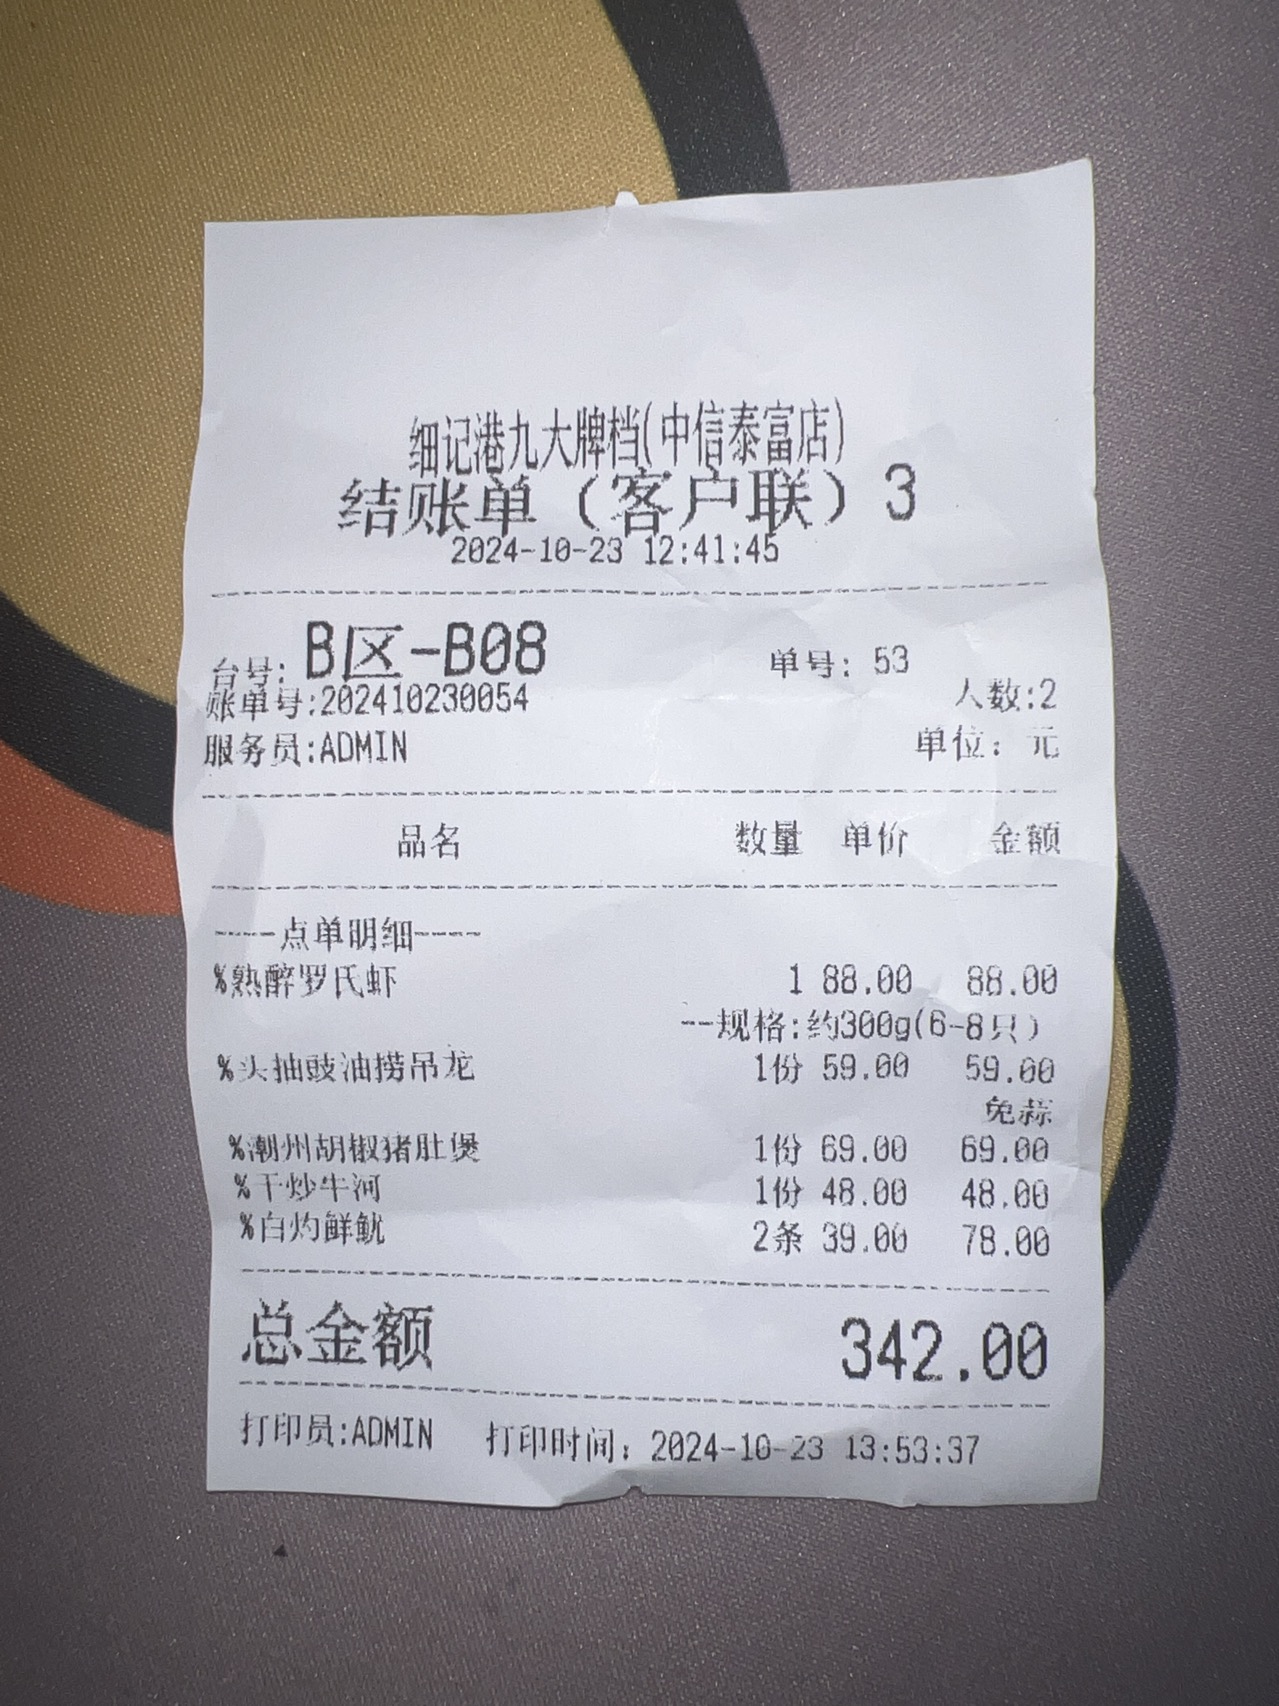 细记港九大牌档(中信泰富店)
结账单（客户联）3
2024-10-23 12:41:45
台号: B区-B08 单号: 53
账单号:202410230054 人数:2
服务员:ADMIN 单位: 元
品名 数量 单价 金额
----点单明细----
%熟醉罗氏虾 1 88.00 88.00
--规格:约300g(6-8只)
%头抽豉油捞吊龙 1份 59.00 59.00
免蒜
%潮州胡椒猪肚煲 1份 69.00 69.00
%干炒牛河 1份 48.00 48.00
%白灼鲜鱿 2条 39.00 78.00
总金额 342.00
打印员:ADMIN 打印时间: 2024-10-23 13:53:37